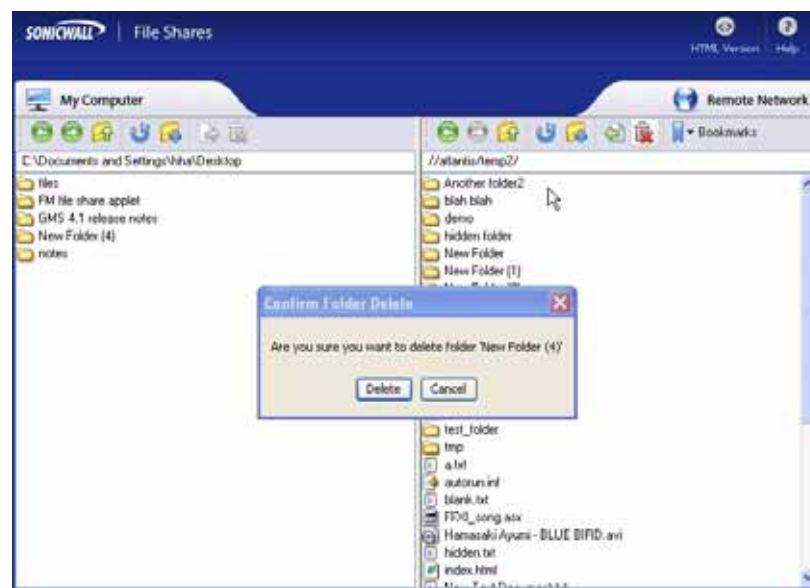 SONICWALL | File Shares
HTML Version
Help
My Computer
Remote Network
Bookmarks
C:\Documents and Settings\hha\Desktop
//atlantis/temp2/
files
FM file share applet
GMS 4.1 release notes
New Folder (4)
notes
Another folder2
blah blah
demo
hidden folder
New Folder
New Folder (1)
Confirm Folder Delete
Are you sure you want to delete folder 'New Folder (4)'
Delete
Cancel
test_folder
tmp
a.txt
autorun.inf
blank.txt
FFXI_song.asx
Hamasaki Ayumi - BLUE BIRD.avi
hidden.txt
index.html